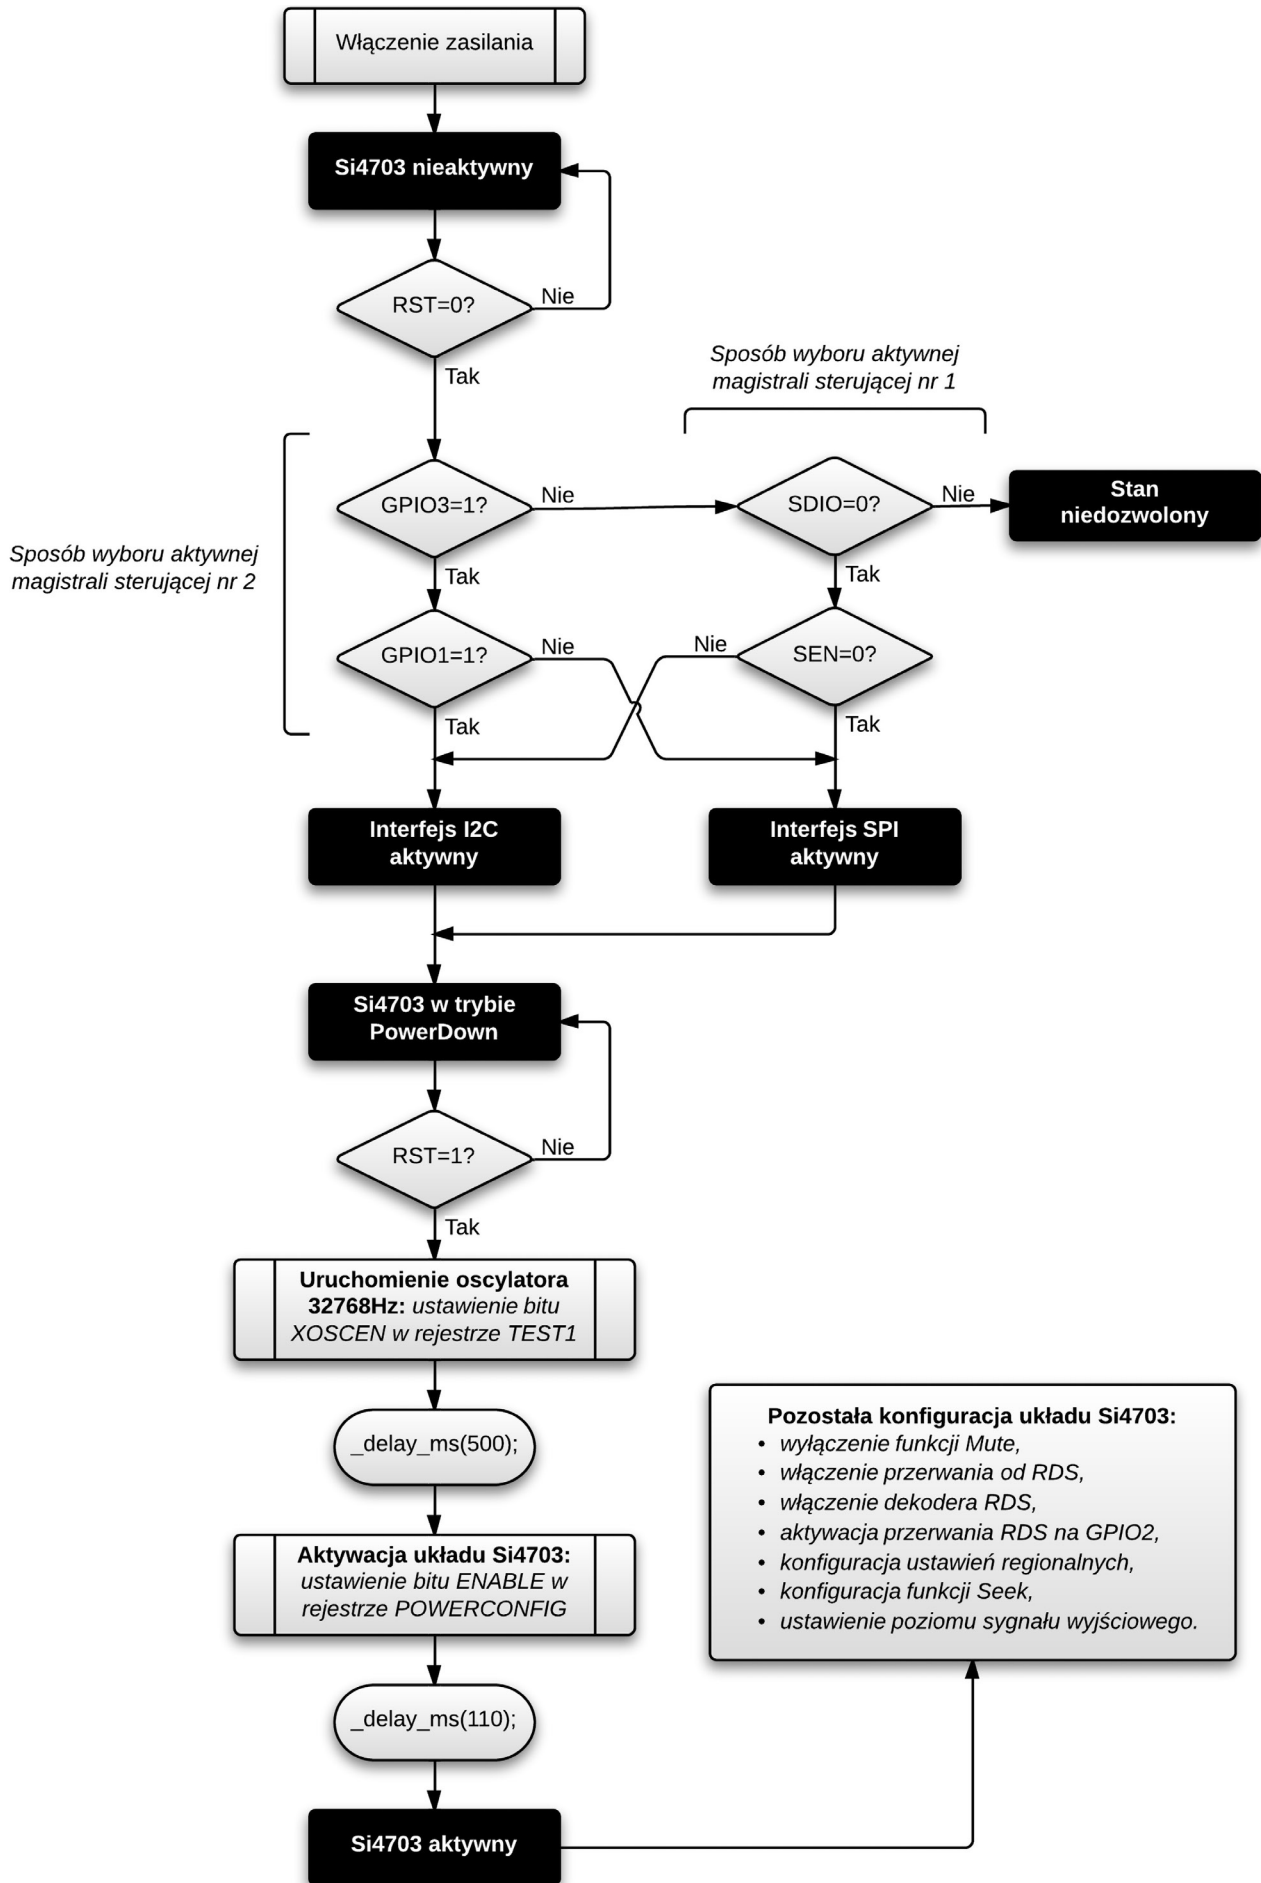 Włączenie zasilania
Si4703 nieaktywny
RST=0?
Nie
Tak
Sposób wyboru aktywnej
magistrali sterującej nr 1
GPIO3=1?
Nie
SDIO=0?
Nie
Stan
niedozwolony
Sposób wyboru aktywnej
magistrali sterującej nr 2
Tak
Tak
GPIO1=1?
Nie
Nie
SEN=0?
Tak
Tak
Interfejs I2C
aktywny
Interfejs SPI
aktywny
Si4703 w trybie
PowerDown
RST=1?
Nie
Tak
Uruchomienie oscylatora
32768Hz: ustawienie bitu
XOSCEN w rejestrze TEST1
_delay_ms(500);
Aktywacja układu Si4703:
ustawienie bitu ENABLE w
rejestrze POWERCONFIG
_delay_ms(110);
Si4703 aktywny
Pozostała konfiguracja układu Si4703:
• wyłączenie funkcji Mute,
• włączenie przerwania od RDS,
• włączenie dekodera RDS,
• aktywacja przerwania RDS na GPIO2,
• konfiguracja ustawień regionalnych,
• konfiguracja funkcji Seek,
• ustawienie poziomu sygnału wyjściowego.